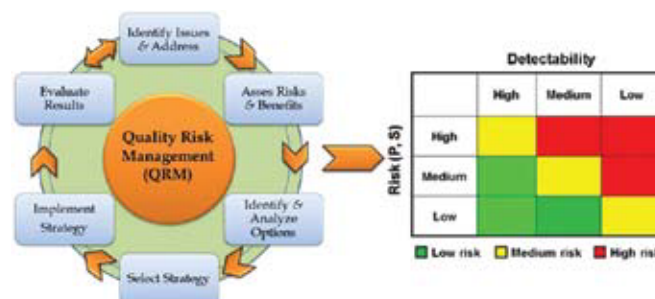 Identify Issues
& Address
Asses Risks
& Benefits
Identify &
Analyze
Options
Select Strategy
Implement
Strategy
Evaluate
Results
Quality Risk
Management
(QRM)
Detectability
High
Medium
Low
Risk (P, S)
High
Medium
Low
Low risk
Medium risk
High risk